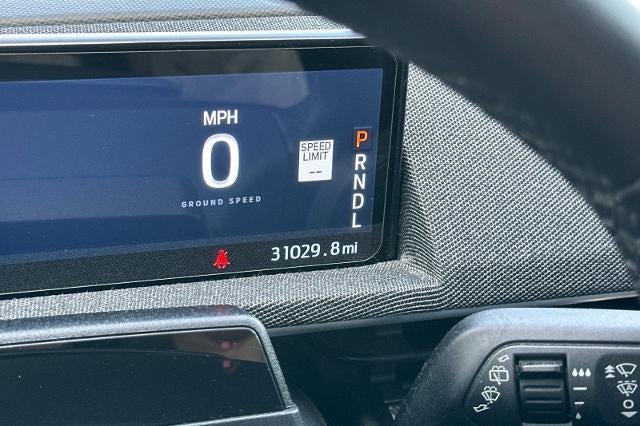 MPH
0
GROUND SPEED
SPEED
LIMIT
--
P
R
N
D
L
31029.8 mi